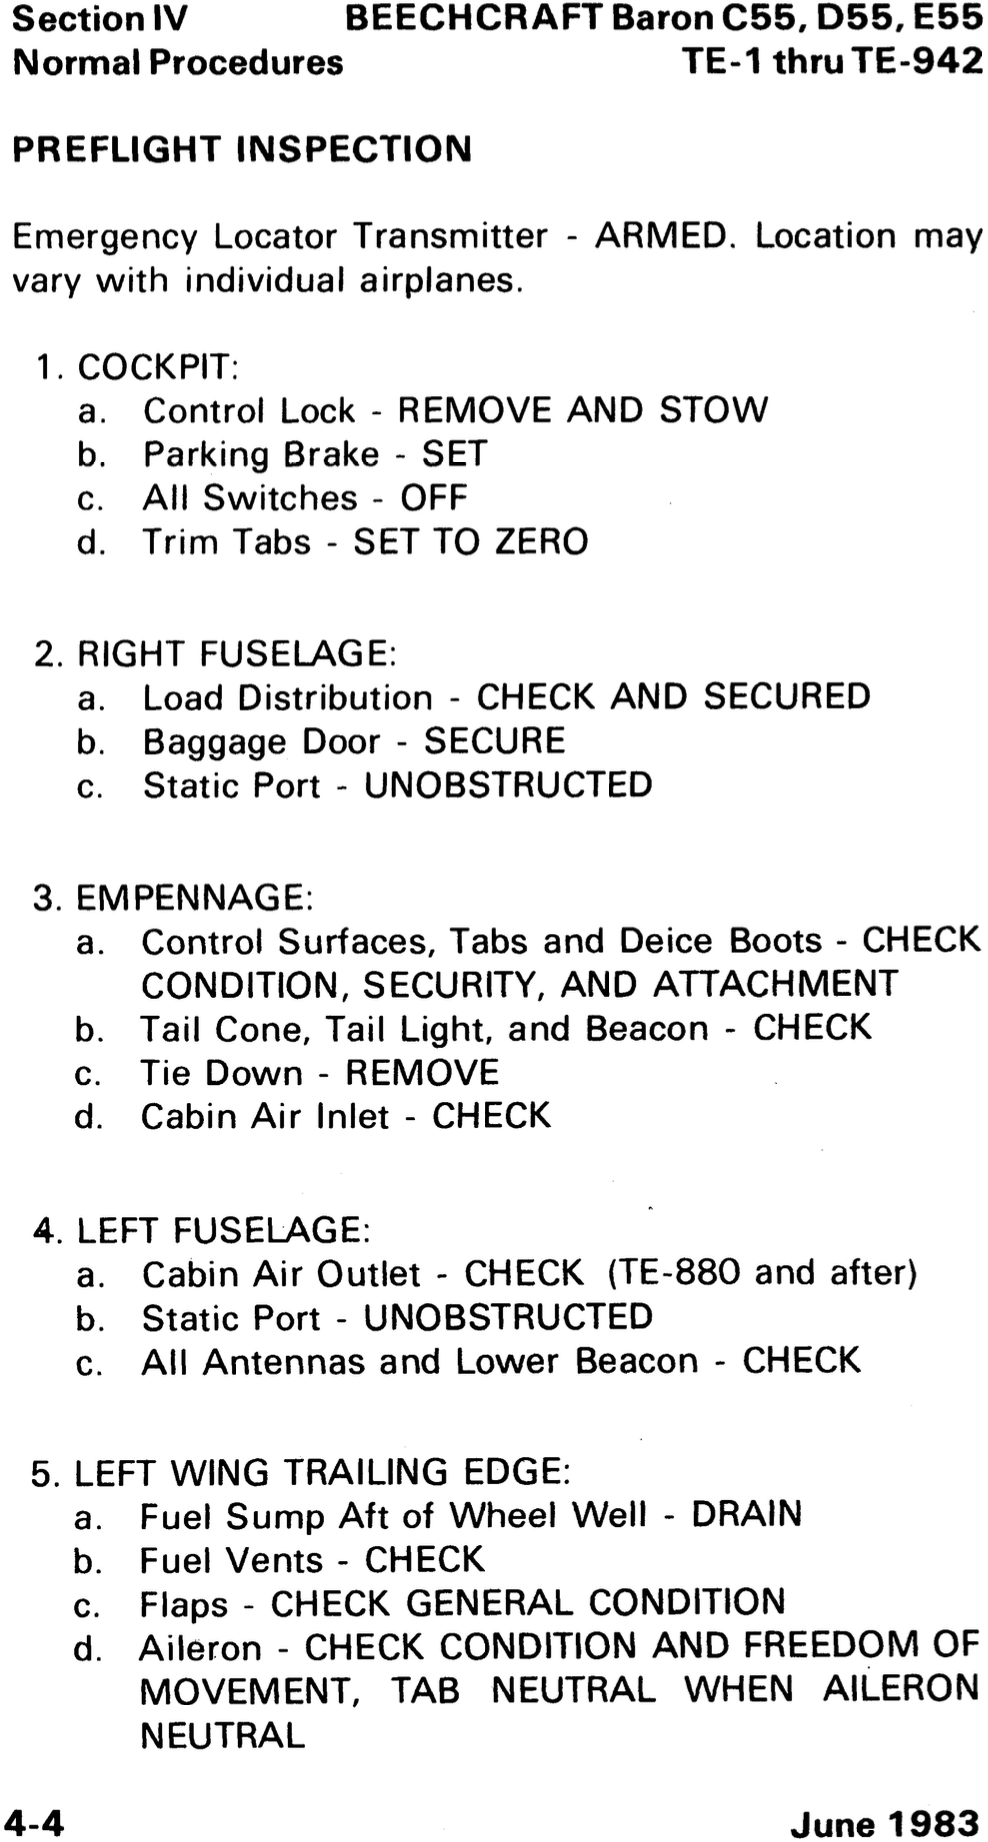 Section IV BEECHCRAFT Baron C55, D55, E55
Normal Procedures TE-1 thru TE-942
PREFLIGHT INSPECTION
Emergency Locator Transmitter - ARMED. Location may
vary with individual airplanes.
1. COCKPIT:
a. Control Lock - REMOVE AND STOW
b. Parking Brake - SET
c. All Switches - OFF
d. Trim Tabs - SET TO ZERO
2. RIGHT FUSELAGE:
a. Load Distribution - CHECK AND SECURED
b. Baggage Door - SECURE
c. Static Port - UNOBSTRUCTED
3. EMPENNAGE:
a. Control Surfaces, Tabs and Deice Boots - CHECK
CONDITION, SECURITY, AND ATTACHMENT
b. Tail Cone, Tail Light, and Beacon - CHECK
c. Tie Down - REMOVE
d. Cabin Air Inlet - CHECK
4. LEFT FUSELAGE:
a. Cabin Air Outlet - CHECK (TE-880 and after)
b. Static Port - UNOBSTRUCTED
c. All Antennas and Lower Beacon - CHECK
5. LEFT WING TRAILING EDGE:
a. Fuel Sump Aft of Wheel Well - DRAIN
b. Fuel Vents - CHECK
c. Flaps - CHECK GENERAL CONDITION
d. Aileron - CHECK CONDITION AND FREEDOM OF
MOVEMENT, TAB NEUTRAL WHEN AILERON
NEUTRAL
4-4 June 1983